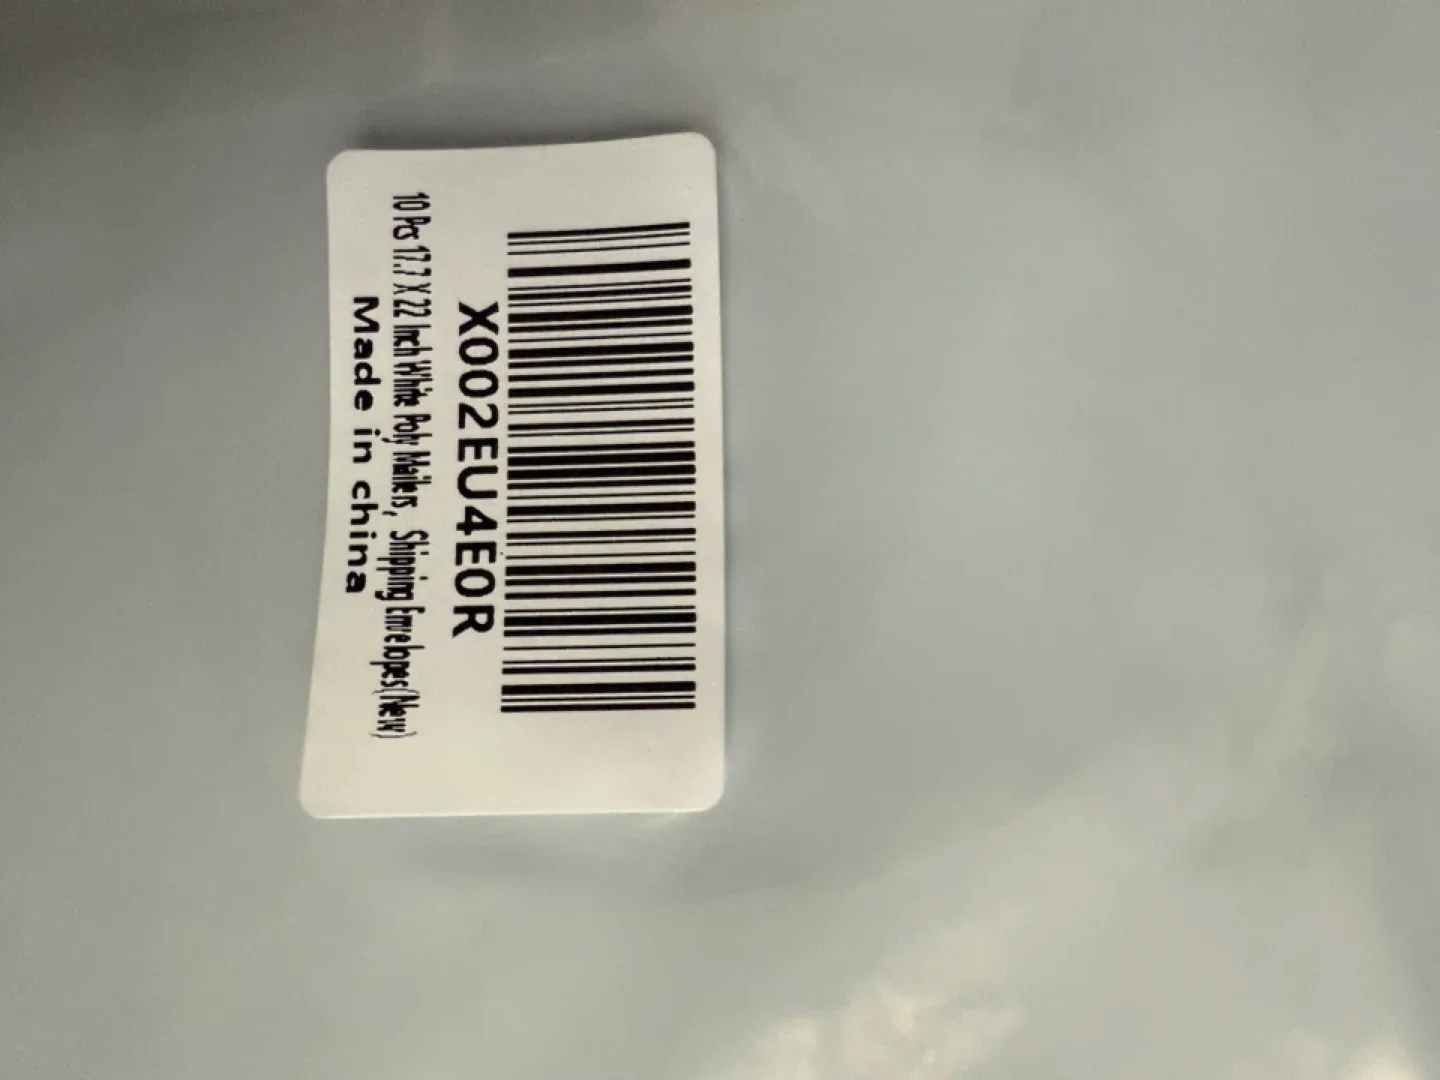 X002EU4E0R
10 Pcs 17.7 X 22 Inch White Poly Mailers, Shipping Envelopes(New)
Made in china